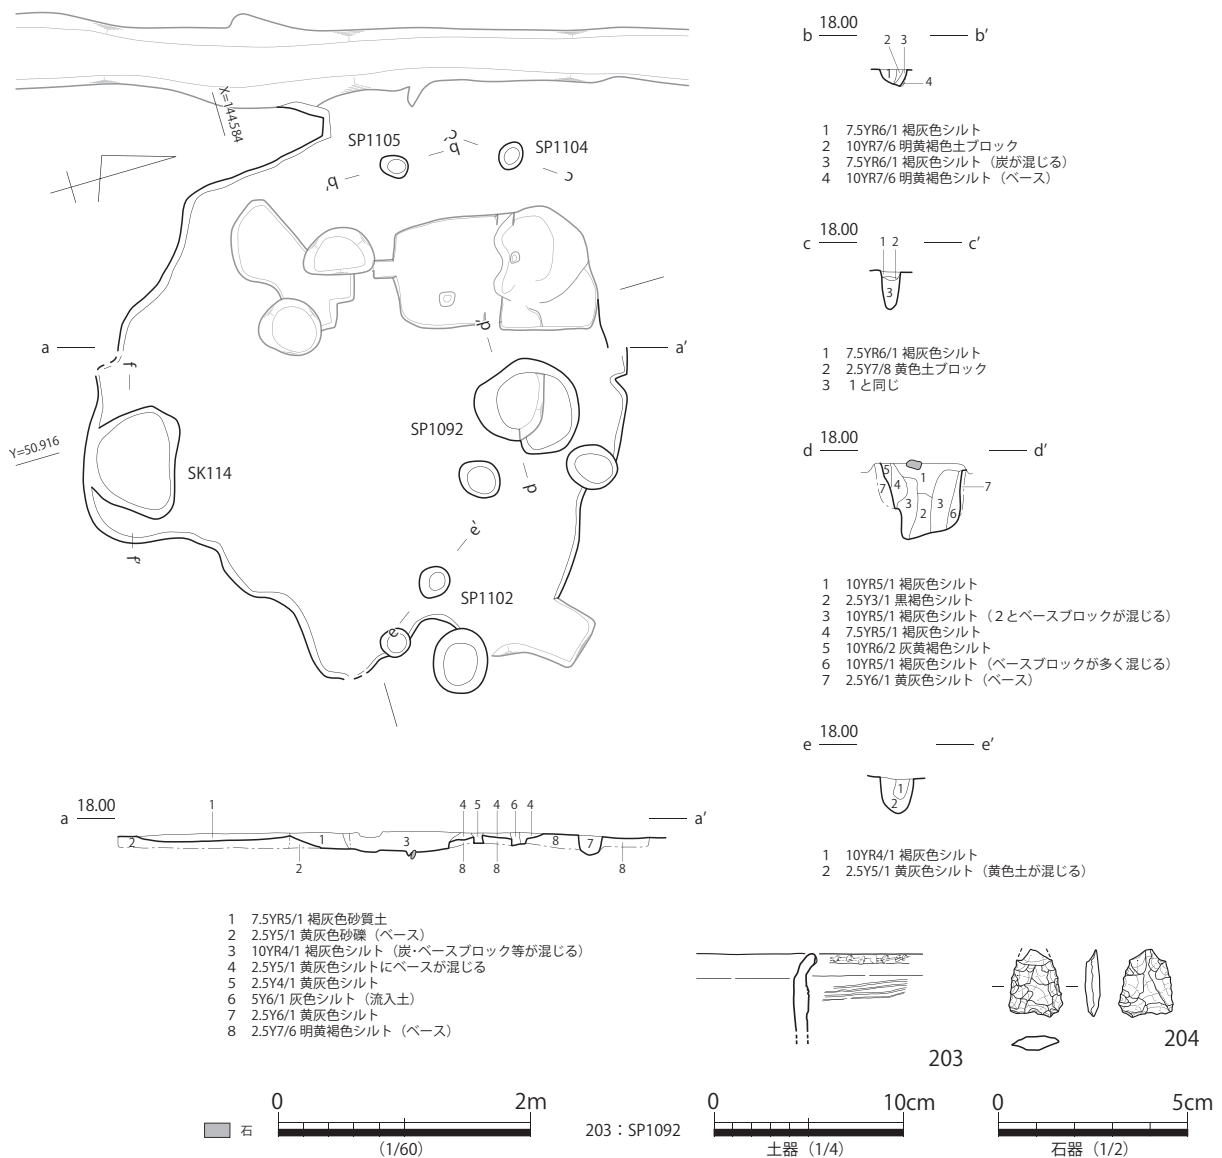 X=144.584
SP1105
c'
b
SP1104
b'
c
a
a'
d'
f
Y=50.916
SP1092
SK114
d
e'
f'
SP1102
e
b 18.00 b'
2 3
1
4
1 7.5YR6/1 褐灰色シルト
2 10YR7/6 明黄褐色土ブロック
3 7.5YR6/1 褐灰色シルト（炭が混じる）
4 10YR7/6 明黄褐色シルト（ベース）
c 18.00 c'
1 2
3
1 7.5YR6/1 褐灰色シルト
2 2.5Y7/8 黄色土ブロック
3 １と同じ
d 18.00 d'
5 1
7 4 7
3 3
2 6
1 10YR5/1 褐灰色シルト
2 2.5Y3/1 黒褐色シルト
3 10YR5/1 褐灰色シルト（２とベースブロックが混じる）
4 7.5YR5/1 褐灰色シルト
5 10YR6/2 灰黄褐色シルト
6 10YR5/1 褐灰色シルト（ベースブロックが多く混じる）
7 2.5Y6/1 黄灰色シルト（ベース）
e 18.00 e'
1
2
1 10YR4/1 褐灰色シルト
2 2.5Y5/1 黄灰色シルト（黄色土が混じる）
a 18.00 a'
1 4 5 4 6 4
2 1 3 8 7
2 8 8 8
1 7.5YR5/1 褐灰色砂質土
2 2.5Y5/1 黄灰色砂礫（ベース）
3 10YR4/1 褐灰色シルト（炭･ベースブロック等が混じる）
4 2.5Y5/1 黄灰色シルトにベースが混じる
5 2.5Y4/1 黄灰色シルト
6 5Y6/1 灰色シルト（流入土）
7 2.5Y6/1 黄灰色シルト
8 2.5Y7/6 明黄褐色シルト（ベース）
203
204
石
0 2m
（1/60）
203：SP1092
0 10cm
土器（1/4）
0 5cm
石器（1/2）